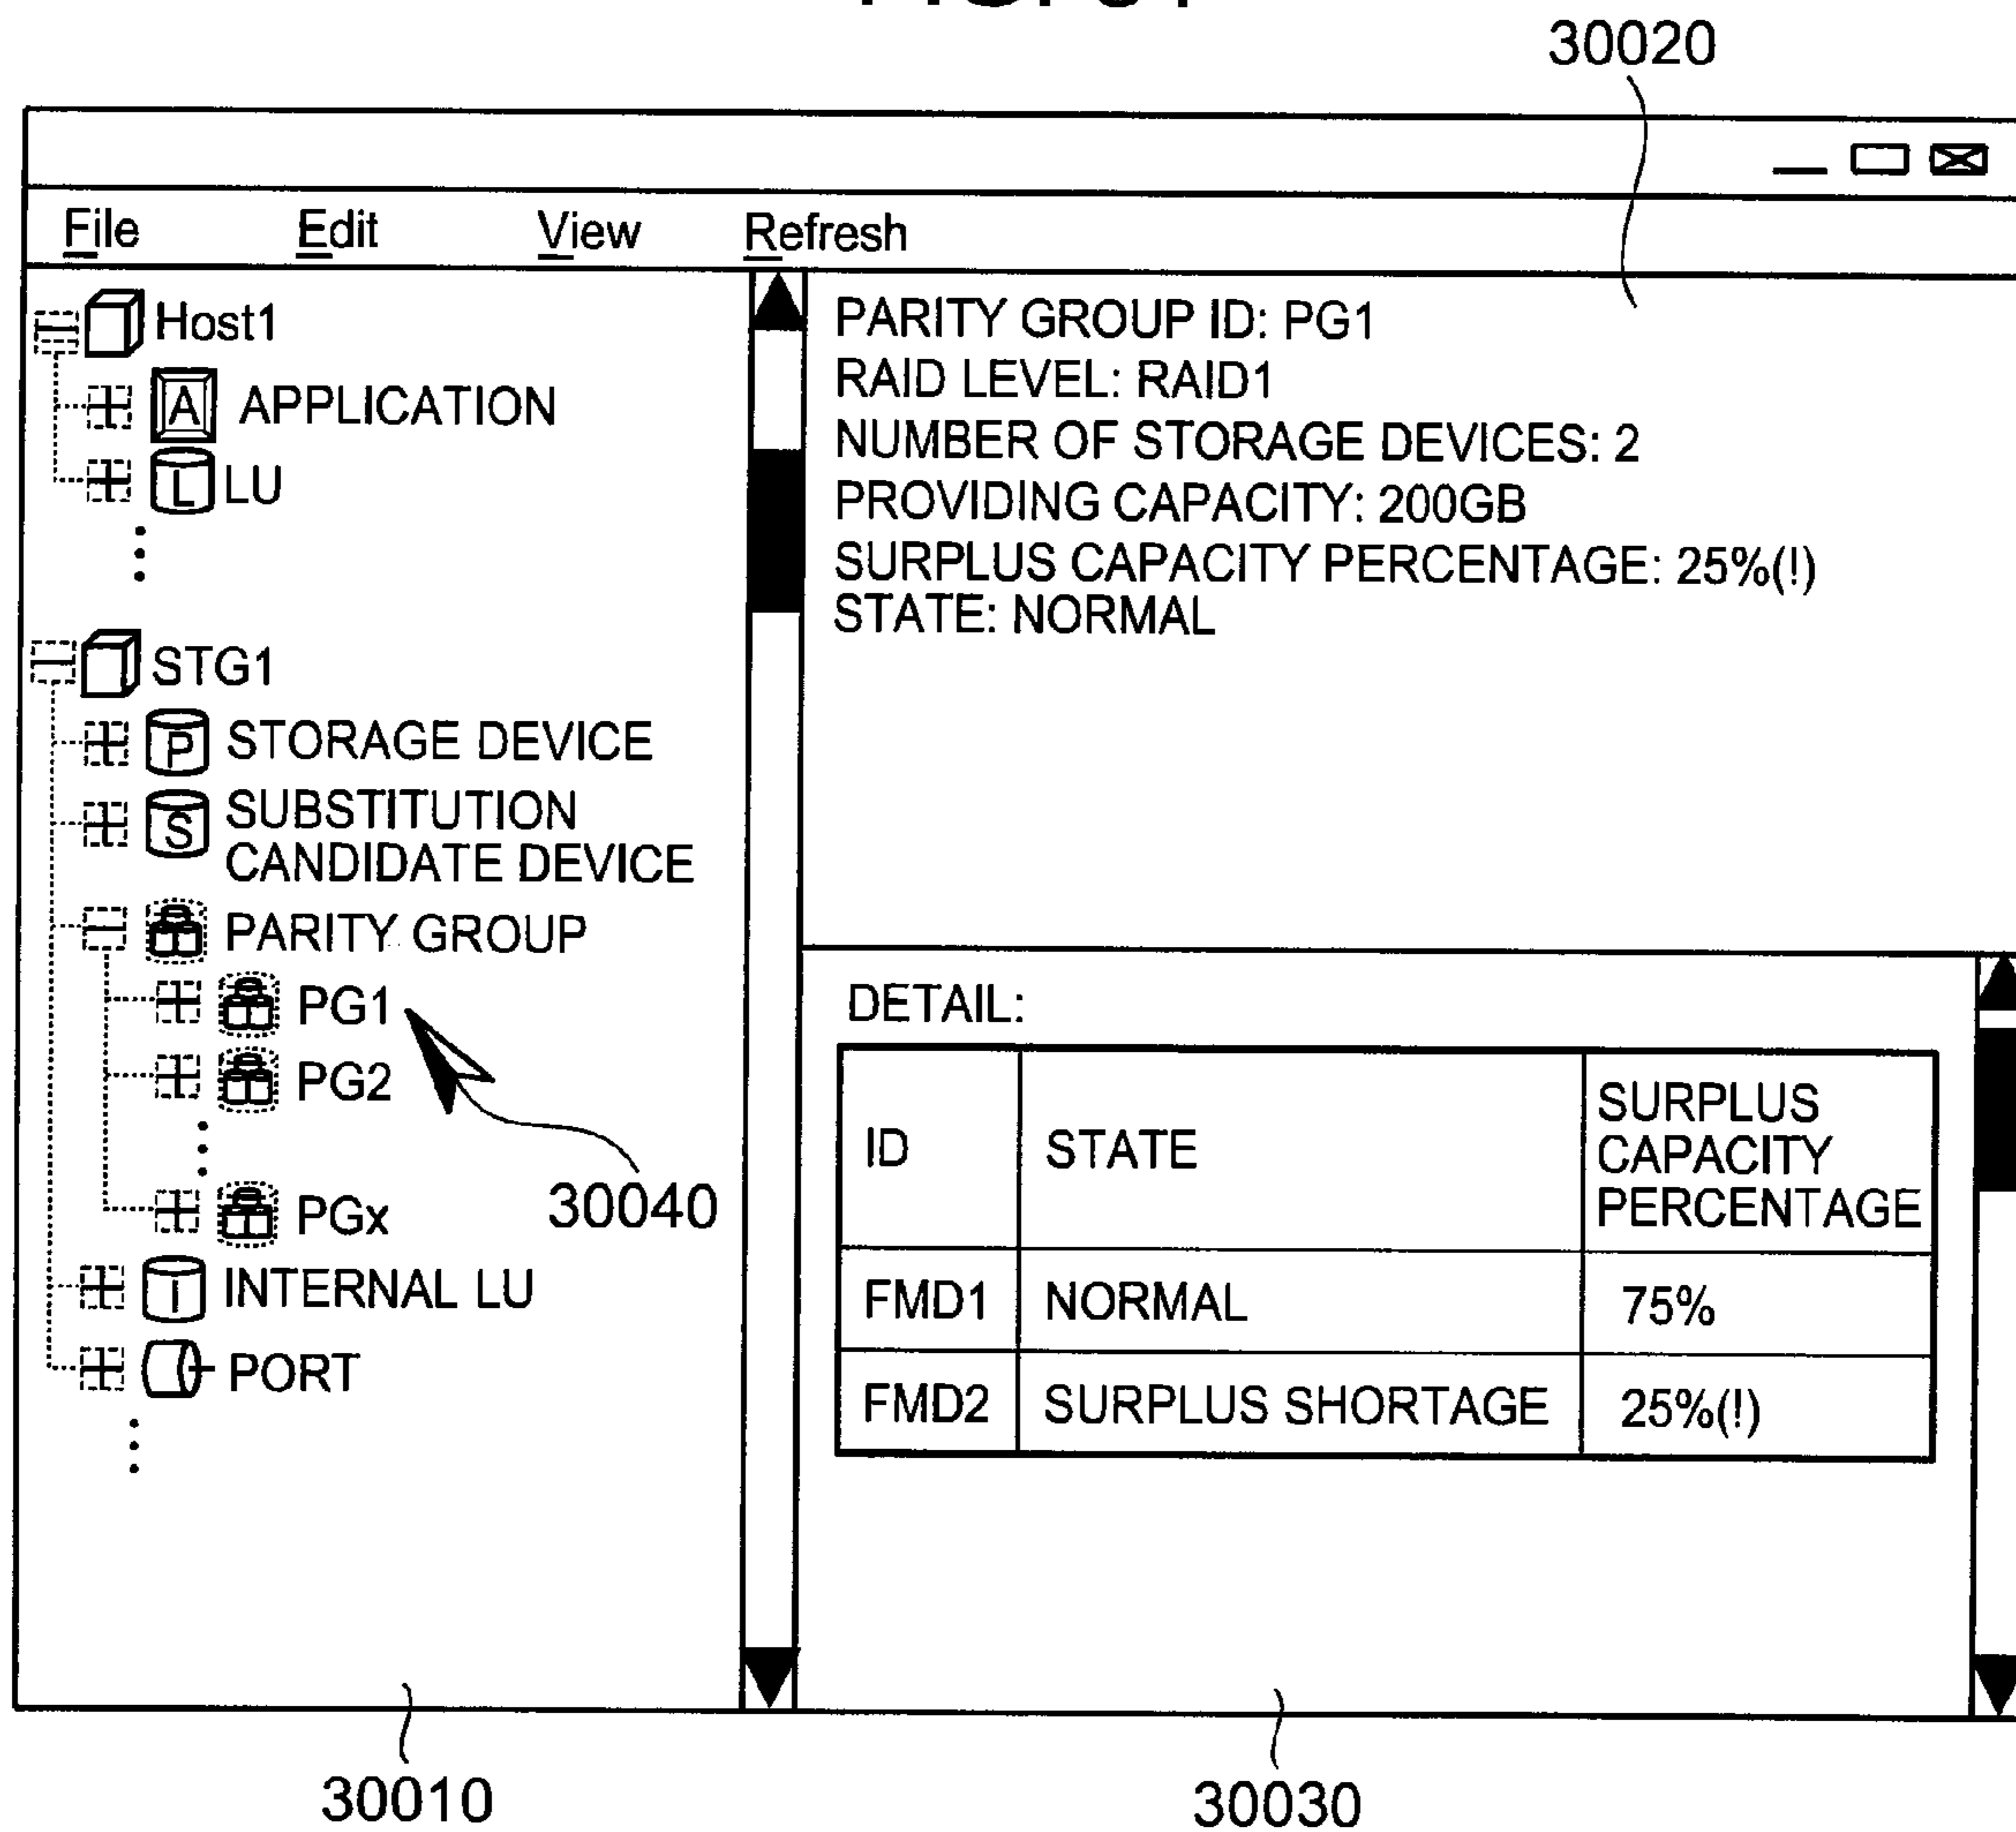 30020
File Edit View Refresh
Host1
A APPLICATION
L LU
STG1
P STORAGE DEVICE
S SUBSTITUTION
CANDIDATE DEVICE
PARITY GROUP
PG1
PG2
PGx
30040
I INTERNAL LU
PORT
PARITY GROUP ID: PG1
RAID LEVEL: RAID1
NUMBER OF STORAGE DEVICES: 2
PROVIDING CAPACITY: 200GB
SURPLUS CAPACITY PERCENTAGE: 25%(!)
STATE: NORMAL
DETAIL:
ID STATE SURPLUS
CAPACITY
PERCENTAGE
FMD1 NORMAL 75%
FMD2 SURPLUS SHORTAGE 25%(!)
30010
30030